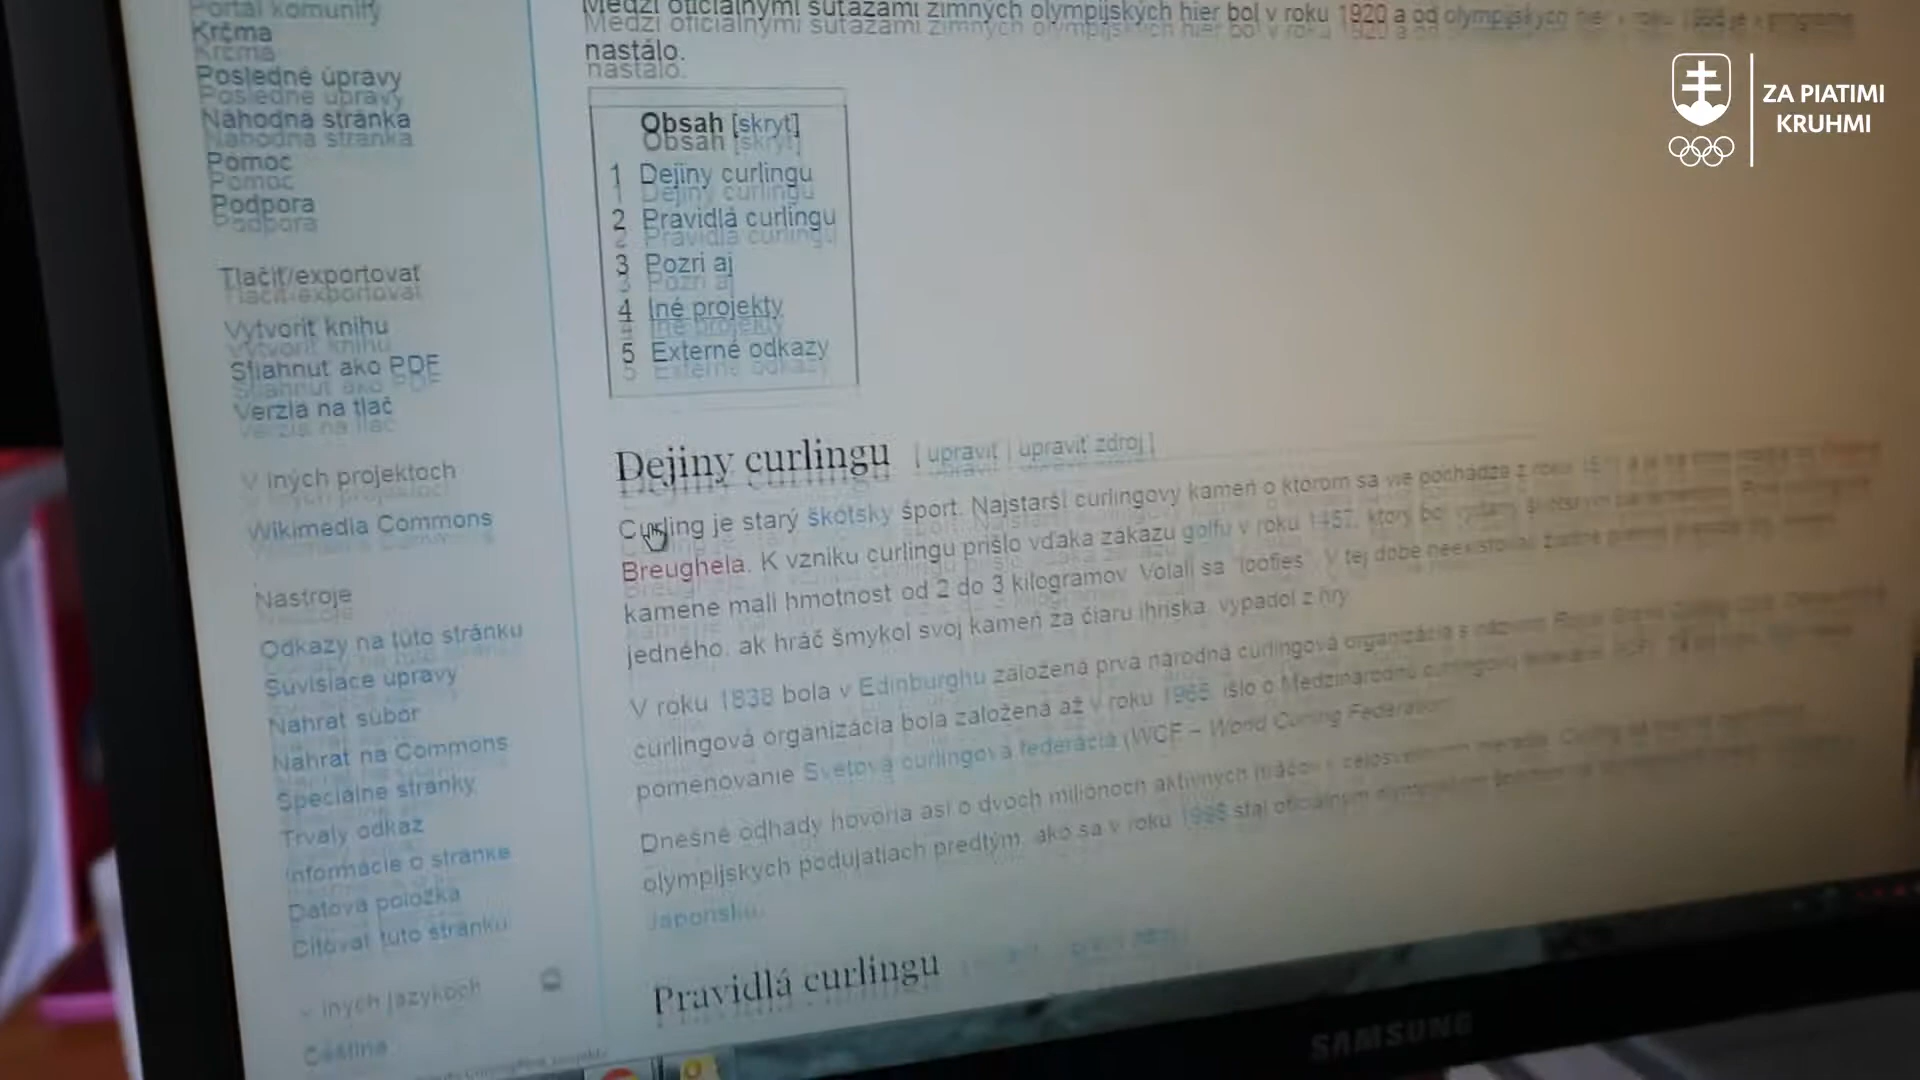 Portál komunity
Krčma
Posledné úpravy
Náhodná stránka
Pomoc
Podpora
Tlačiť/exportovať
Vytvoriť knihu
Stiahnuť ako PDF
Verzia na tlač
V iných projektoch
Wikimedia Commons
Nástroje
Odkazy na túto stránku
Súvisiace úpravy
Nahrať súbor
Nahrať na Commons
Špeciálne stránky
Trvalý odkaz
Informácie o stránke
Dátová položka
Citovať túto stránku
V iných jazykoch
Čeština
Medzi oficiálnymi súťažami zimných olympijských hier bol v roku 1920 a od olympijských hier v roku
nastálo.
Obsah [skryť]
1 Dejiny curlingu
2 Pravidlá curlingu
3 Pozri aj
4 Iné projekty
5 Externé odkazy
Dejiny curlingu [ upraviť | upraviť zdroj ]
Curling je starý škótsky šport. Najstarší curlingový kameň o ktorom sa vie pochádza z roku
Breughela. K vzniku curlingu prišlo vďaka zákazu golfu v roku 1457, ktorý bol vydaný
kamene mali hmotnosť od 2 do 3 kilogramov. Volali sa "loofies". V tej dobe neexistovali
jedného, ak hráč šmykol svoj kameň za čiaru ihriska, vypadol z hry.
V roku 1838 bola v Edinburghu založená prvá národná curlingová organizácia s názvom
curlingová organizácia bola založená až v roku 1965, išlo o Medzinárodnú curlingovú
pomenovanie Svetová curlingová federácia (WCF – World Curling Federation
Dnešné odhady hovoria asi o dvoch miliónoch aktívnych hráčov
olympijských podujatiach predtým, ako sa v roku 1998 stal oficiálnym
Japonsku.
Pravidlá curlingu
SAMSUNG
ZA PIATIMI
KRUHMI